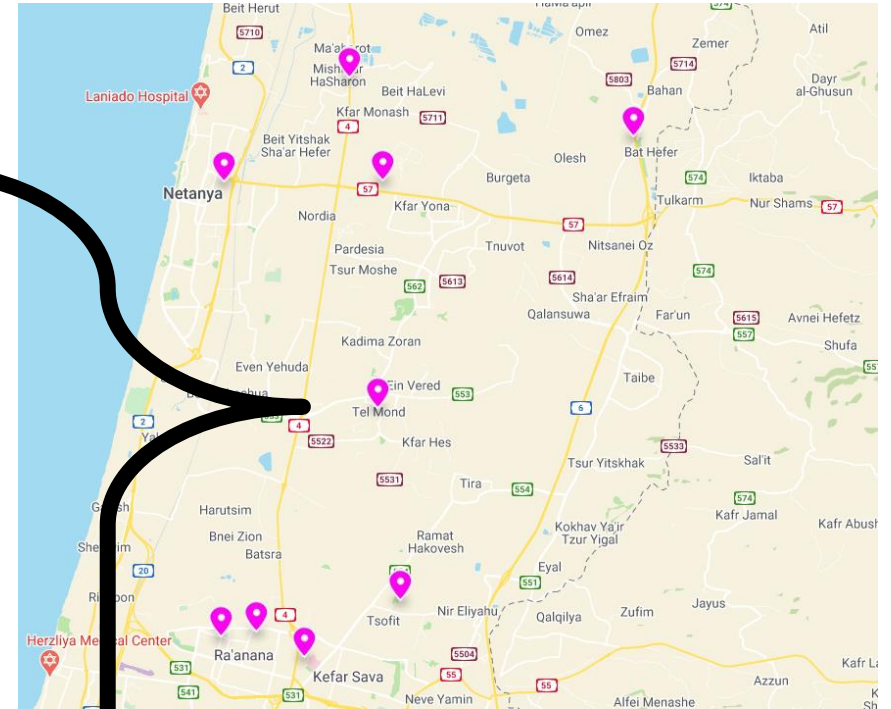 Beit Herut
574
5710
Omez
Zemer
Atil
Ma'abarot
2
5714
5803
Mishmar
HaSharon
Bahan
Dayr
al-Ghusun
Laniado Hospital
Beit HaLevi
Kfar Monash
5711
4
Beit Yitshak
Sha'ar Hefer
Olesh
Bat Hefer
Burgeta
574
Iktaba
57
Netanya
Tulkarm
Nur Shams
57
Kfar Yona
Nordia
57
Pardesia
Tnuvot
Nitsanei Oz
Tsur Moshe
574
562
5613
5614
Sha'ar Efraim
Qalansuwa
Far'un
5615
Avnei Hefetz
557
Kadima Zoran
Shufa
Even Yehuda
Taibe
Ein Vered
553
Tel Mond
6
2
4
5522
Kfar Hes
5533
Tsur Yitskhak
Sal'it
5531
Tira
554
574
Harutsim
Kafr Jamal
Kafr Abush
Kokhav Ya'ir
Tzur Yigal
Bnei Zion
Ramat
Hakovesh
Batsra
20
Eyal
551
Jayus
4
Tsofit
Nir Eliyahu
Qalqilya
Zufim
Herzliya Medical Center
Ra'anana
5504
531
Kefar Sava
55
541
531
55
Azzun
Neve Yamin
Alfei Menashe